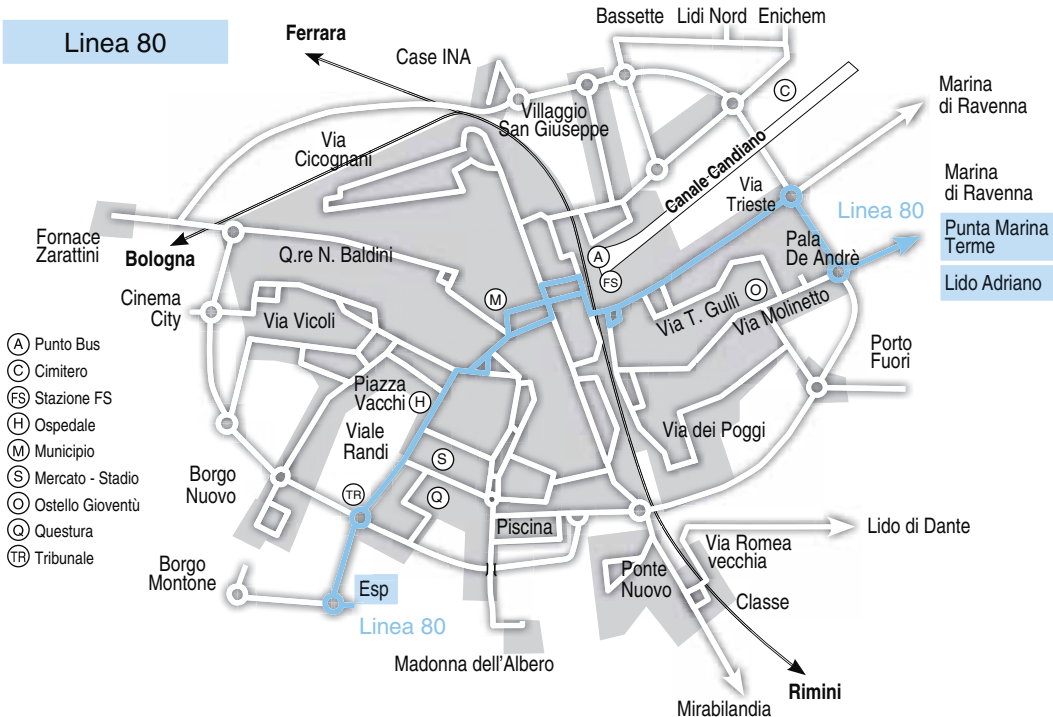 Linea 80
Ferrara
Case INA
Bassette
Lidi Nord
Enichem
C
Marina
di Ravenna
Villaggio
San Giuseppe
Via
Cicognani
Canale Candiano
Via
Trieste
Marina
di Ravenna
Linea 80
Punta Marina
Terme
Lido Adriano
Fornace
Zarattini
Bologna
Q.re N. Baldini
A
FS
Pala
De Andrè
Cinema
City
M
Via Vicoli
Via T. Gulli
O
Via Molinetto
Porto
Fuori
A Punto Bus
C Cimitero
FS Stazione FS
H Ospedale
M Municipio
S Mercato - Stadio
O Ostello Gioventù
Q Questura
TR Tribunale
Piazza
Vacchi
H
Viale
Randi
Via dei Poggi
S
Borgo
Nuovo
TR
Q
Piscina
Lido di Dante
Via Romea
vecchia
Borgo
Montone
Ponte
Nuovo
Esp
Classe
Linea 80
Madonna dell'Albero
Rimini
Mirabilandia